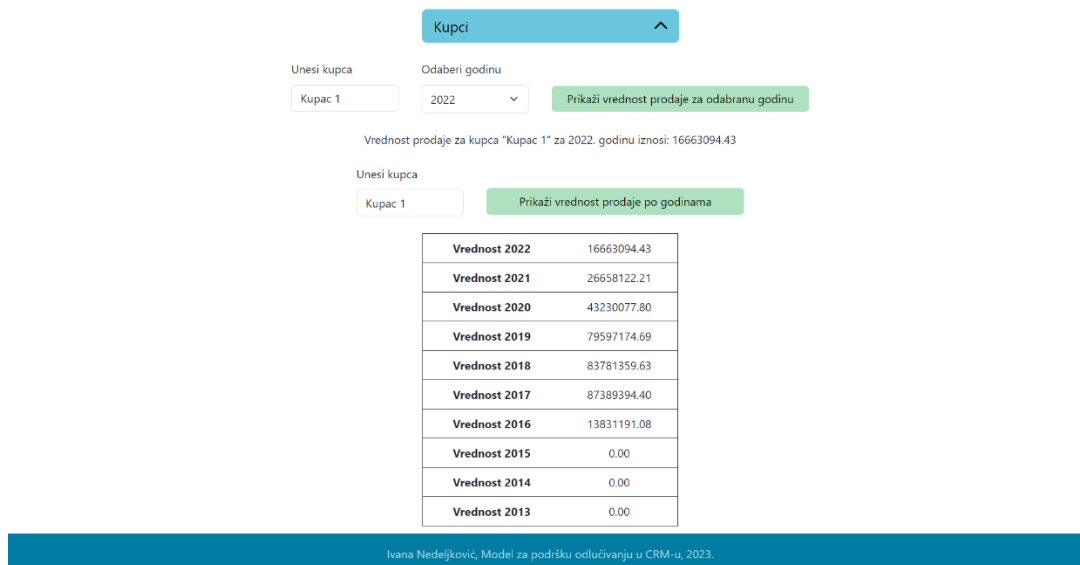 Kupci
Unesi kupca Odaberi godinu
Kupac 1 2022 Prikaži vrednost prodaje za odabranu godinu
Vrednost prodaje za kupca "Kupac 1" za 2022. godinu iznosi: 16663094.43
Unesi kupca
Kupac 1 Prikaži vrednost prodaje po godinama
Vrednost 2022 16663094.43
Vrednost 2021 26658122.21
Vrednost 2020 43230077.80
Vrednost 2019 79597174.69
Vrednost 2018 83781359.63
Vrednost 2017 87389394.40
Vrednost 2016 13831191.08
Vrednost 2015 0.00
Vrednost 2014 0.00
Vrednost 2013 0.00
Ivana Nedeljković, Model za podršku odlučivanju u CRM-u, 2023.